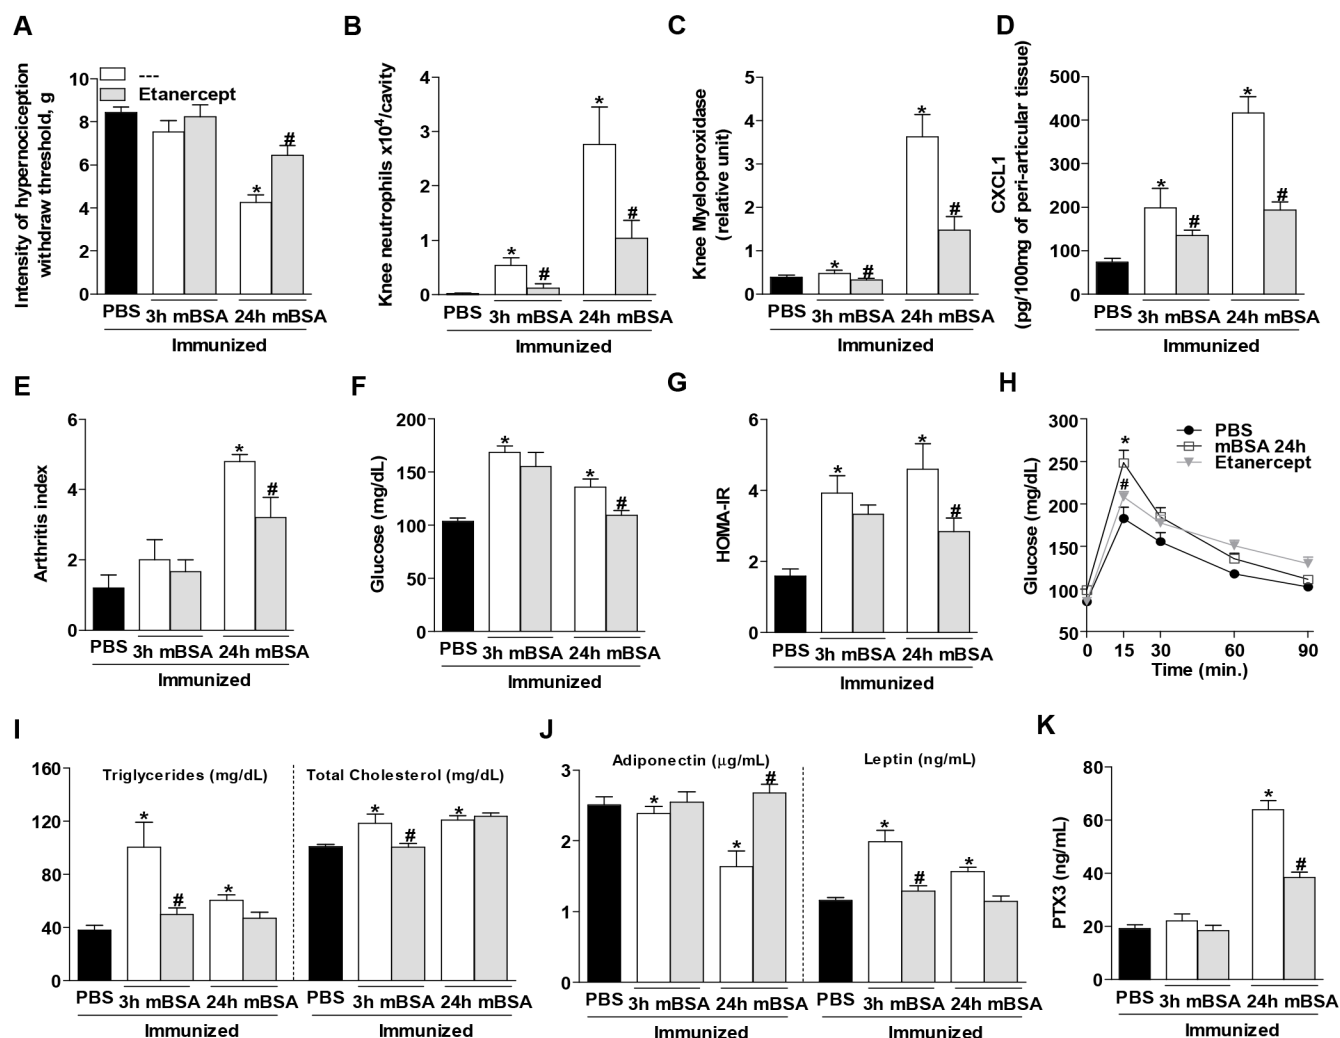 A
Intensity of hypernociception
withdraw threshold, g
10
8
6
4
2
0
---
Etanercept
*
#
PBS
3h mBSA
24h mBSA
Immunized
B
Knee neutrophils x10⁴/cavity
4
3
2
1
0
*
#
*
#
PBS
3h mBSA
24h mBSA
Immunized
C
Knee Myeloperoxidase
(relative unit)
5
4
3
2
1
0
*
#
*
#
PBS
3h mBSA
24h mBSA
Immunized
D
CXCL1
(pg/100mg of peri-articular tissue)
500
400
300
200
100
0
*
#
*
#
PBS
3h mBSA
24h mBSA
Immunized
E
Arthritis index
6
4
2
0
*
#
PBS
3h mBSA
24h mBSA
Immunized
F
Glucose (mg/dL)
200
150
100
50
0
*
*
#
PBS
3h mBSA
24h mBSA
Immunized
G
HOMA-IR
6
4
2
0
*
*
#
PBS
3h mBSA
24h mBSA
Immunized
H
Glucose (mg/dL)
300
250
200
150
100
50
PBS
mBSA 24h
Etanercept
*
#
0 15 30 60 90
Time (min.)
I
160
120
80
40
0
Triglycerides (mg/dL)
*
#
*
PBS
3h mBSA
24h mBSA
Immunized
Total Cholesterol (mg/dL)
*
#
*
PBS
3h mBSA
24h mBSA
Immunized
J
3
2
1
0
Adiponectin (μg/mL)
*
*
#
PBS
3h mBSA
24h mBSA
Immunized
Leptin (ng/mL)
*
#
*
PBS
3h mBSA
24h mBSA
Immunized
K
PTX3 (ng/mL)
80
60
40
20
0
*
#
PBS
3h mBSA
24h mBSA
Immunized